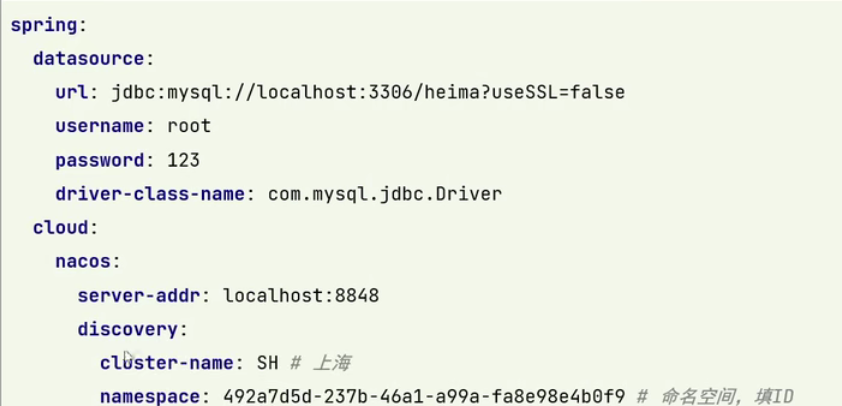 spring:
  datasource:
    url: jdbc:mysql://localhost:3306/heima?useSSL=false
    username: root
    password: 123
    driver-class-name: com.mysql.jdbc.Driver
  cloud:
    nacos:
      server-addr: localhost:8848
      discovery:
        cluster-name: SH # 上海
        namespace: 492a7d5d-237b-46a1-a99a-fa8e98e4b0f9 # 命名空间，填ID